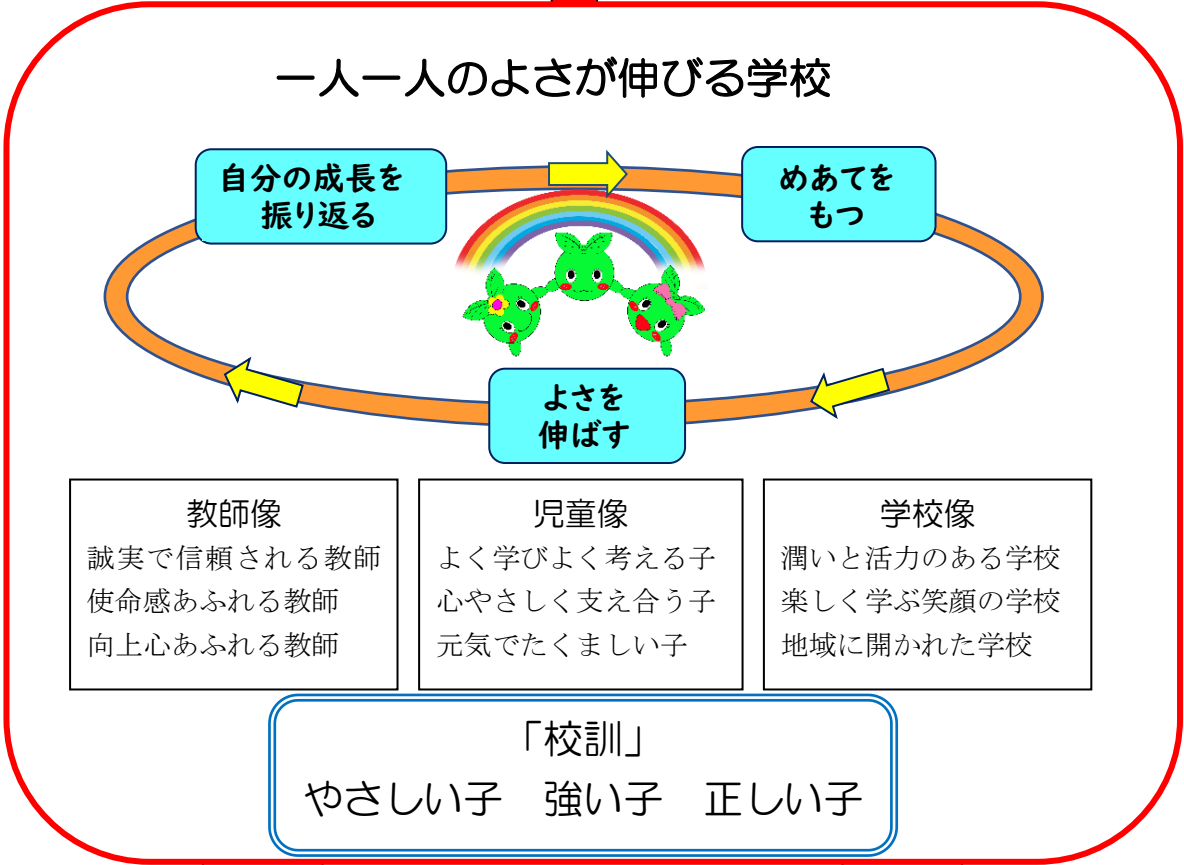 一人一人のよさが伸びる学校
自分の成長を
振り返る
めあてを
もつ
よさを
伸ばす
教師像
誠実で信頼される教師
使命感あふれる教師
向上心あふれる教師
児童像
よく学びよく考える子
心やさしく支え合う子
元気でたくましい子
学校像
潤いと活力のある学校
楽しく学ぶ笑顔の学校
地域に開かれた学校
「校訓」
やさしい子　強い子　正しい子